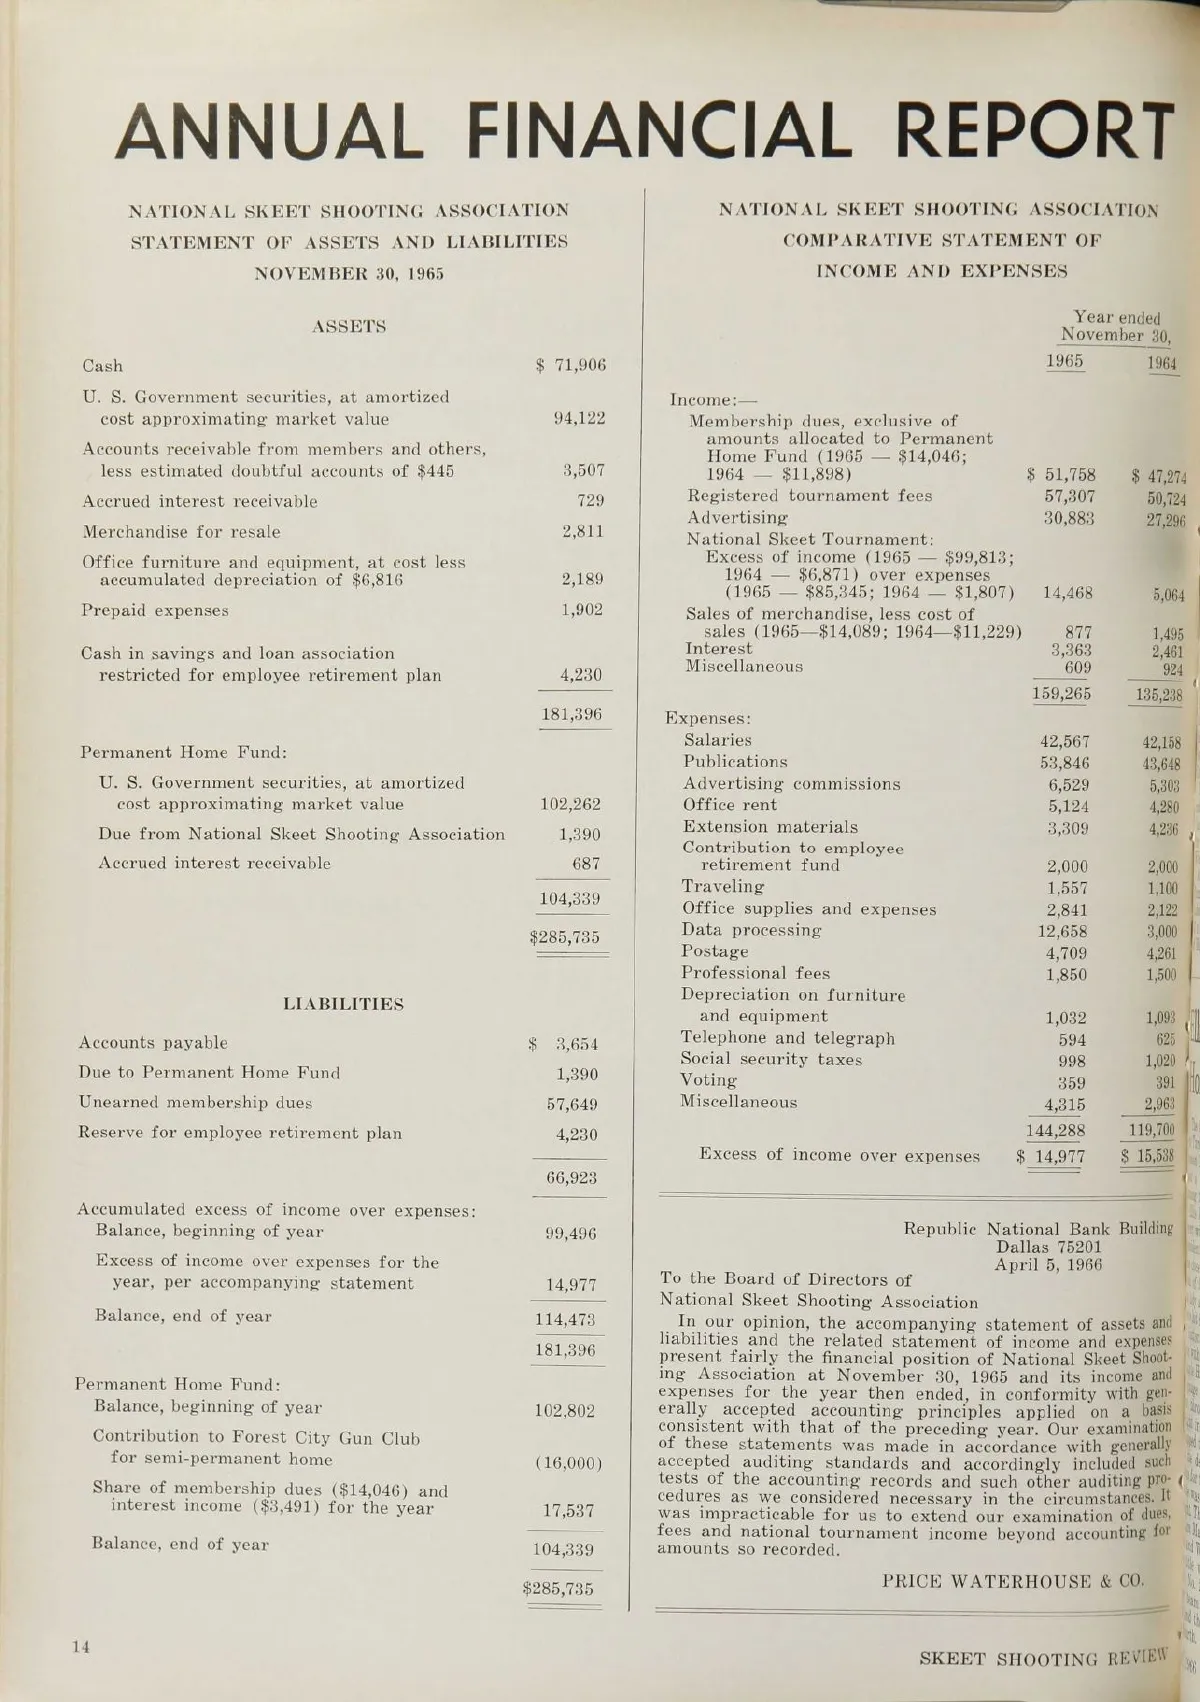 ANNUAL FINANCIAL REPORT
NATIONAL SKEET SHOOTING ASSOCIATION
STATEMENT OF ASSETS AND LIABILITIES
NOVEMBER 30, 1965
ASSETS
Cash $ 71,906
U. S. Government securities, at amortized
cost approximating market value 94,122
Accounts receivable from members and others,
less estimated doubtful accounts of $445 3,507
Accrued interest receivable 729
Merchandise for resale 2,811
Office furniture and equipment, at cost less
accumulated depreciation of $6,816 2,189
Prepaid expenses 1,902
Cash in savings and loan association
restricted for employee retirement plan 4,230
181,396
Permanent Home Fund:
U. S. Government securities, at amortized
cost approximating market value 102,262
Due from National Skeet Shooting Association 1,390
Accrued interest receivable 687
104,339
$285,735
LIABILITIES
Accounts payable $ 3,654
Due to Permanent Home Fund 1,390
Unearned membership dues 57,649
Reserve for employee retirement plan 4,230
66,923
Accumulated excess of income over expenses:
Balance, beginning of year 99,496
Excess of income over expenses for the
year, per accompanying statement 14,977
Balance, end of year 114,473
181,396
Permanent Home Fund:
Balance, beginning of year 102,802
Contribution to Forest City Gun Club
for semi-permanent home (16,000)
Share of membership dues ($14,046) and
interest income ($3,491) for the year 17,537
Balance, end of year 104,339
$285,735
14
NATIONAL SKEET SHOOTING ASSOCIATION
COMPARATIVE STATEMENT OF
INCOME AND EXPENSES
Year ended
November 30,
1965 1964
Income:—
Membership dues, exclusive of
amounts allocated to Permanent
Home Fund (1965 — $14,046;
1964 — $11,898) $ 51,758 $ 47,274
Registered tournament fees 57,307 50,724
Advertising 30,883 27,296
National Skeet Tournament:
Excess of income (1965 — $99,813;
1964 — $6,871) over expenses
(1965 — $85,345; 1964 — $1,807) 14,468 5,064
Sales of merchandise, less cost of
sales (1965—$14,089; 1964—$11,229) 877 1,495
Interest 3,363 2,461
Miscellaneous 609 924
159,265 135,238
Expenses:
Salaries 42,567 42,158
Publications 53,846 43,648
Advertising commissions 6,529 5,303
Office rent 5,124 4,280
Extension materials 3,309 4,236
Contribution to employee
retirement fund 2,000 2,000
Traveling 1,557 1,100
Office supplies and expenses 2,841 2,122
Data processing 12,658 3,000
Postage 4,709 4,261
Professional fees 1,850 1,500
Depreciation on furniture
and equipment 1,032 1,093
Telephone and telegraph 594 625
Social security taxes 998 1,020
Voting 359 391
Miscellaneous 4,315 2,963
144,288 119,700
Excess of income over expenses $ 14,977 $ 15,538
Republic National Bank Building
Dallas 75201
April 5, 1966
To the Board of Directors of
National Skeet Shooting Association
In our opinion, the accompanying statement of assets and
liabilities and the related statement of income and expenses
present fairly the financial position of National Skeet Shoot-
ing Association at November 30, 1965 and its income and
expenses for the year then ended, in conformity with gen-
erally accepted accounting principles applied on a basis
consistent with that of the preceding year. Our examination
of these statements was made in accordance with generally
accepted auditing standards and accordingly included such
tests of the accounting records and such other auditing pro-
cedures as we considered necessary in the circumstances. It
was impracticable for us to extend our examination of dues,
fees and national tournament income beyond accounting for
amounts so recorded.
PRICE WATERHOUSE & CO.
SKEET SHOOTING REVIEW